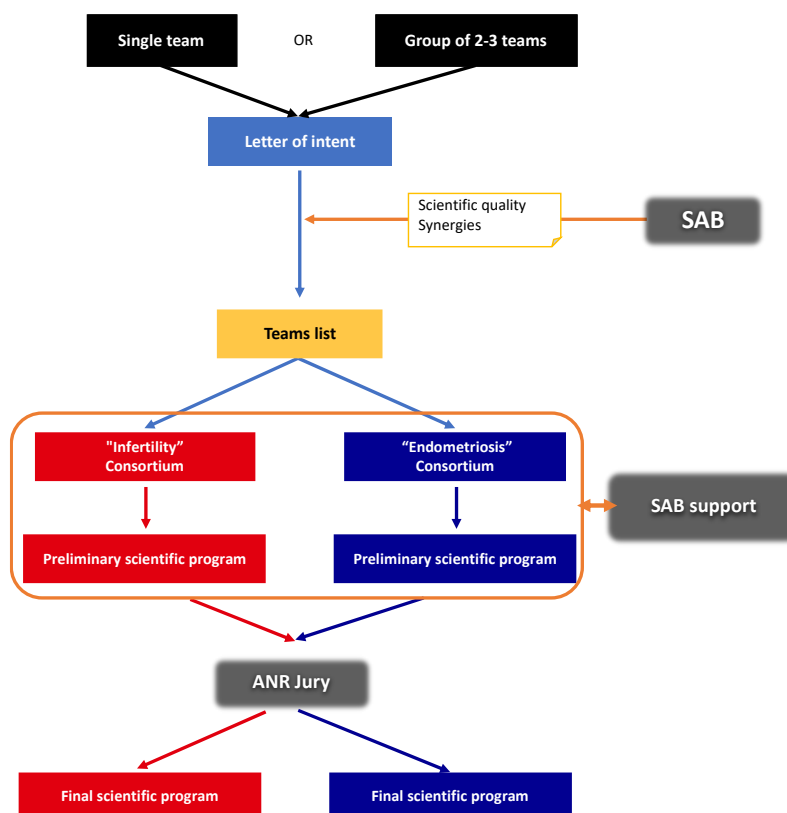 Single team
OR
Group of 2-3 teams
Letter of intent
Scientific quality
Synergies
SAB
Teams list
"Infertility”
Consortium
“Endometriosis”
Consortium
SAB support
Preliminary scientific program
Preliminary scientific program
ANR Jury
Final scientific program
Final scientific program